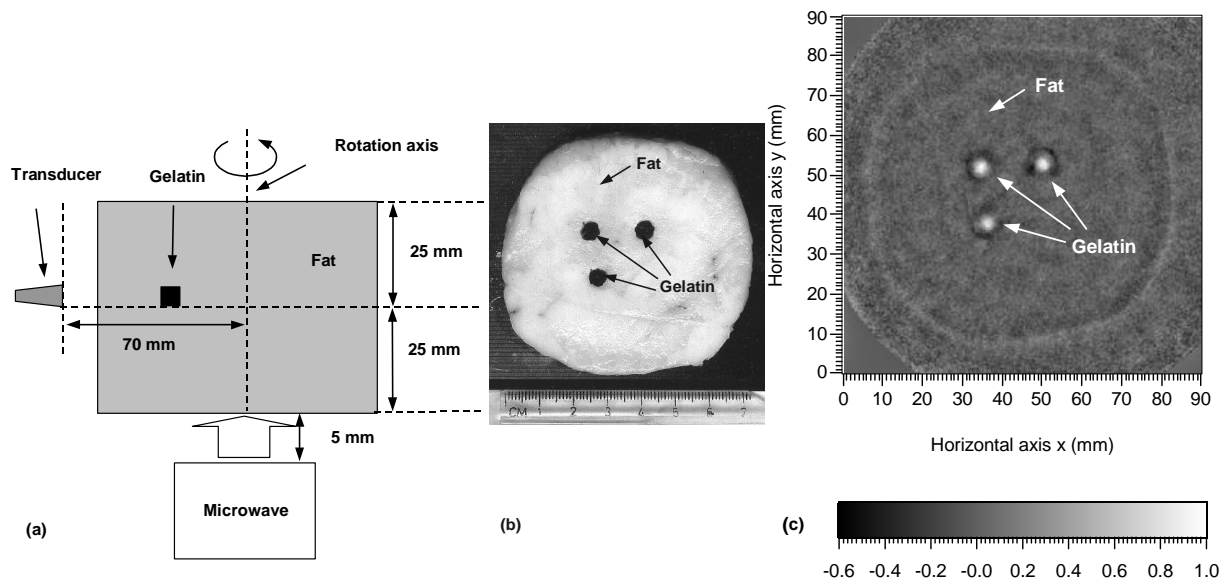 Transducer
Gelatin
Rotation axis
Fat
25 mm
25 mm
70 mm
5 mm
Microwave
(a)
Fat
Gelatin
CM 1 2 3 4 5 6 7
(b)
Horizontal axis y (mm)
90
80
70
60
50
40
30
20
10
0
Fat
Gelatin
0 10 20 30 40 50 60 70 80 90
Horizontal axis x (mm)
(c)
-0.6 -0.4 -0.2 -0.0 0.2 0.4 0.6 0.8 1.0